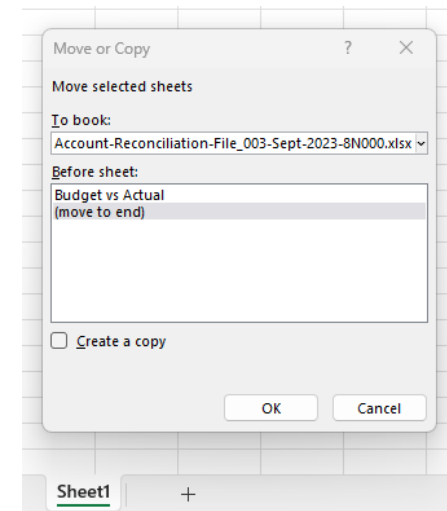 Move or Copy ?
Move selected sheets
To book:
Account-Reconciliation-File_003-Sept-2023-8N000.xlsx
Before sheet:
Budget vs Actual
(move to end)
Create a copy
OK Cancel
Sheet1 +